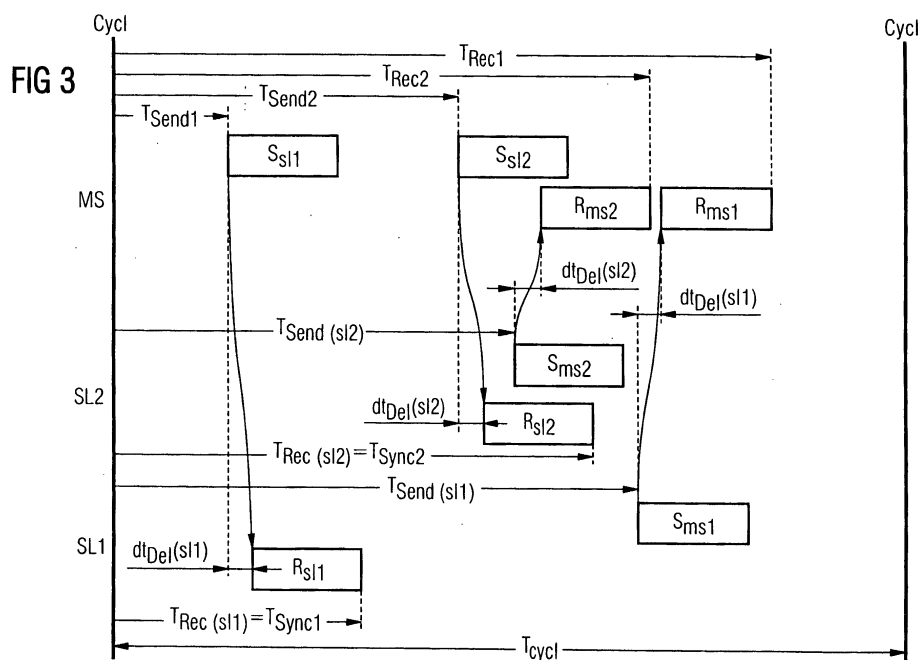 Cycl Cycl
TRec1
FIG 3
TRec2
TSend2
TSend1
Ssl1 Ssl2
MS
Rms2 Rms1
dtDel(sl2)
dtDel(sl1)
TSend (sl2)
Sms2
SL2
dtDel(sl2)
Rsl2
TRec (sl2)=TSync2
TSend (sl1)
Sms1
SL1
dtDel(sl1)
Rsl1
TRec (sl1)=TSync1
Tcycl